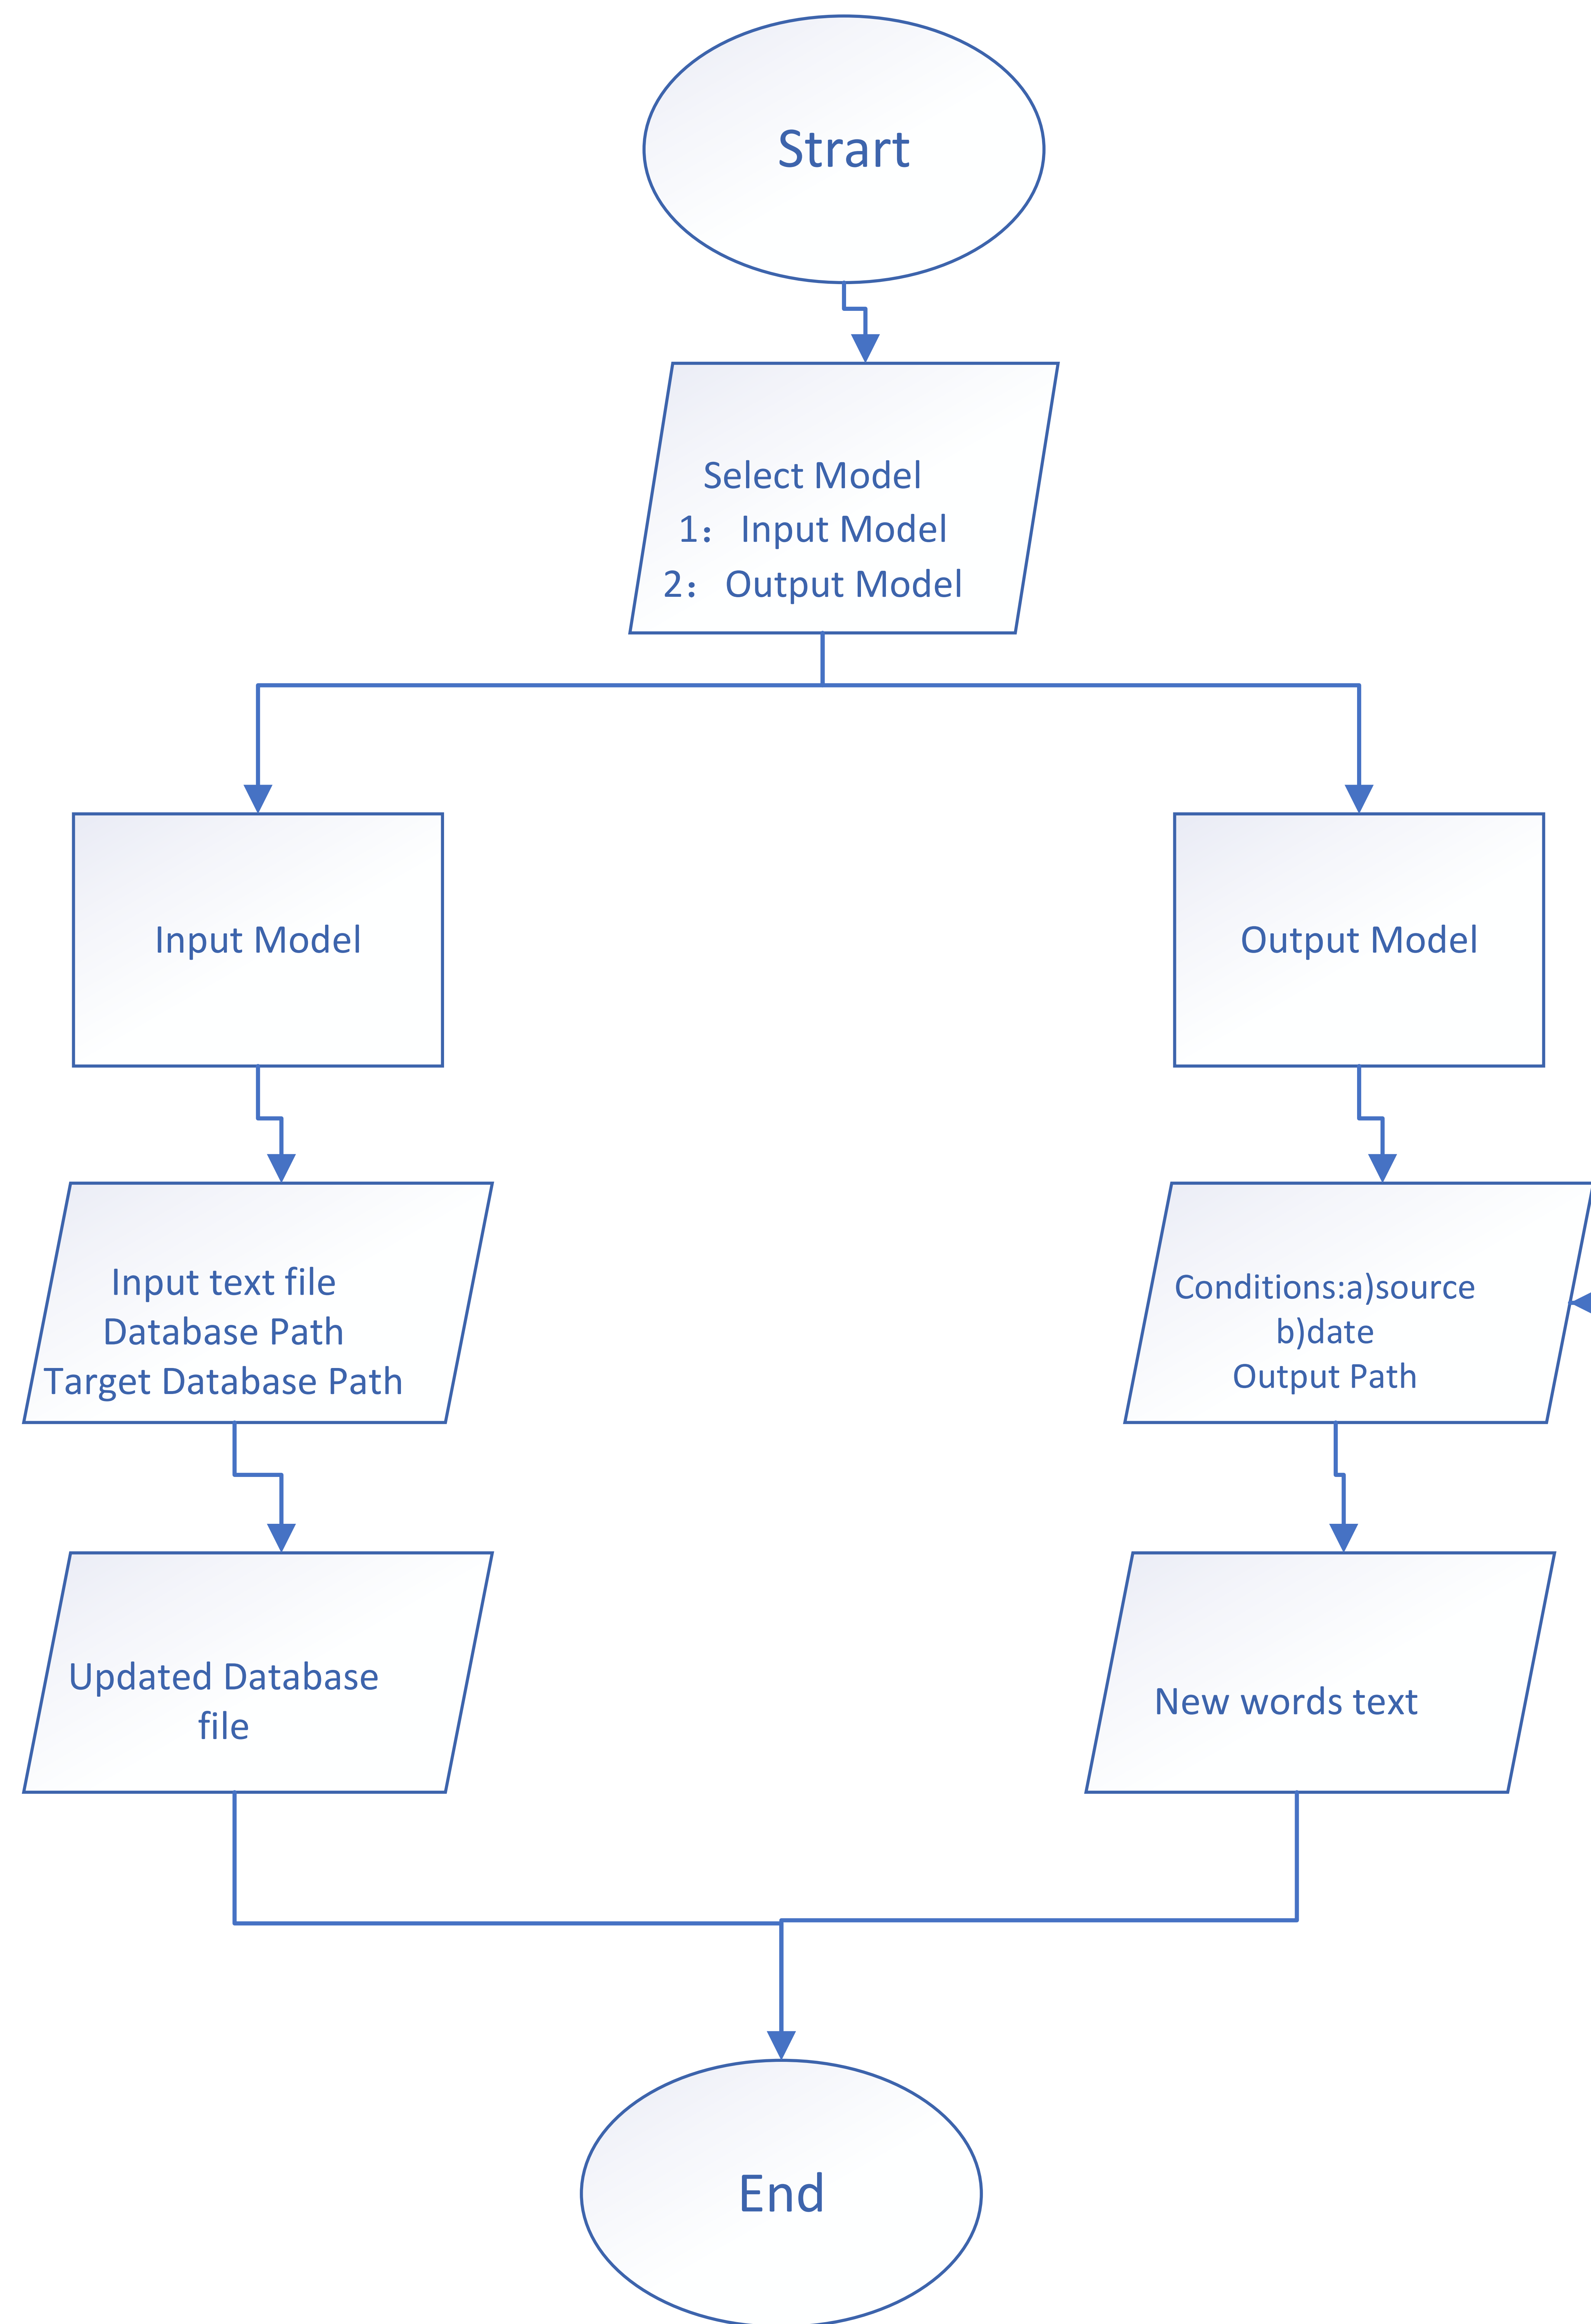 Strart
Select Model
1： Input Model
2： Output Model
Input Model
Output Model
Input text file
Database Path
Target Database Path
Conditions:a)source
b)date
Output Path
Updated Database
file
New words text
End